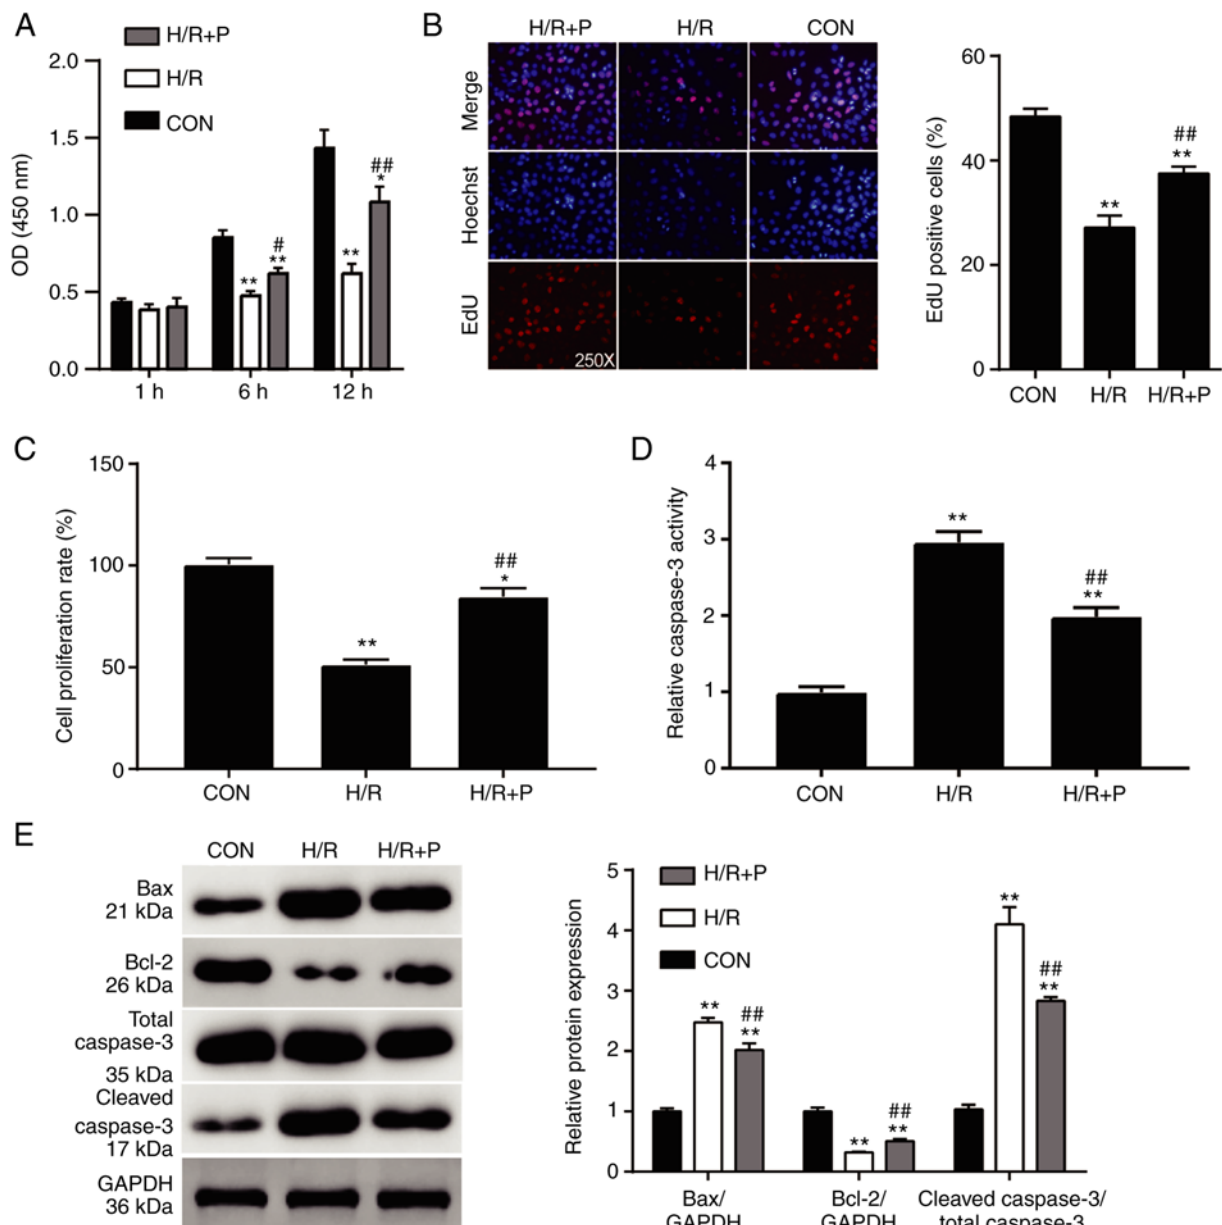 A
H/R+P
H/R
CON
OD (450 nm)
2.0
1.5
1.0
0.5
0.0
**
#
**
**
##
*
1 h
6 h
12 h
B
H/R+P
H/R
CON
Merge
Hoechst
EdU
250X
EdU positive cells (%)
60
40
20
0
**
##
**
CON
H/R
H/R+P
C
Cell proliferation rate (%)
150
100
50
0
**
##
*
CON
H/R
H/R+P
D
Relative caspase-3 activity
4
3
2
1
0
**
##
**
CON
H/R
H/R+P
E
CON
H/R
H/R+P
Bax
21 kDa
Bcl-2
26 kDa
Total
caspase-3
35 kDa
Cleaved
caspase-3
17 kDa
GAPDH
36 kDa
H/R+P
H/R
CON
Relative protein expression
5
4
3
2
1
0
**
##
**
**
##
**
**
##
**
Bax/
GAPDH
Bcl-2/
GAPDH
Cleaved caspase-3/
total caspase-3